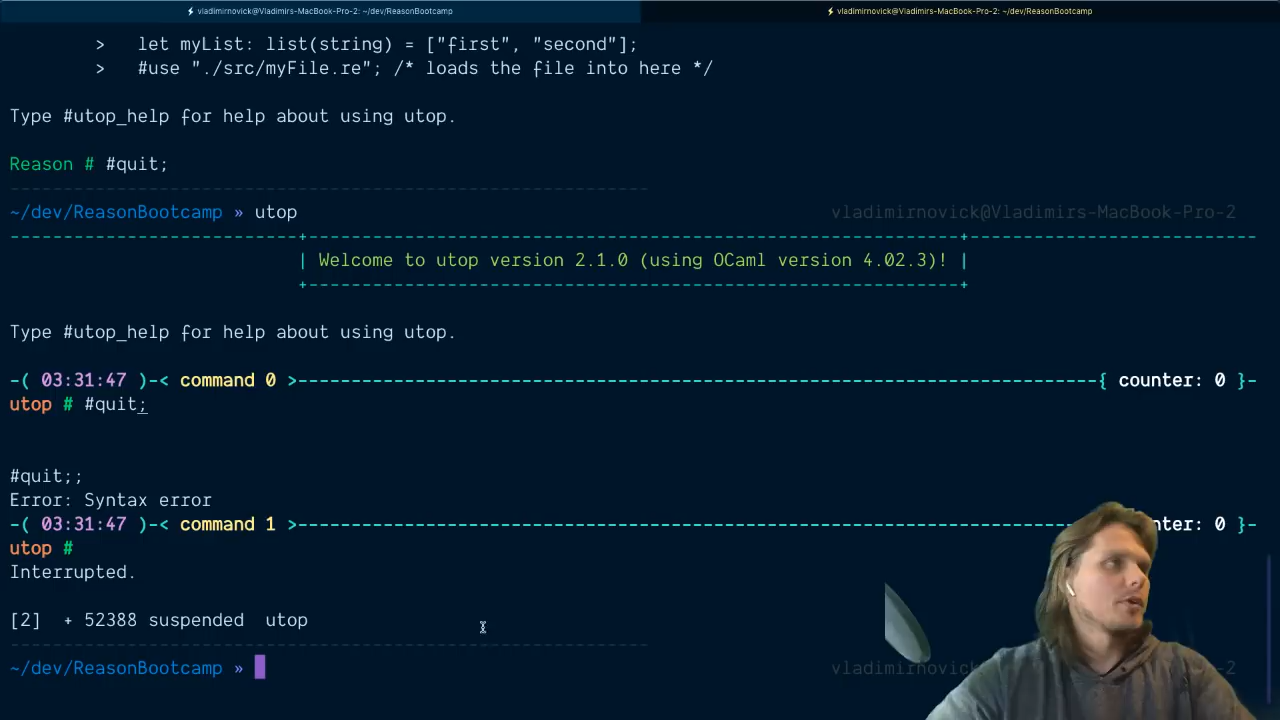 ⚡ vladimirnovick@Vladimirs-MacBook-Pro-2: ~/dev/ReasonBootcamp
⚡ vladimirnovick@Vladimirs-MacBook-Pro-2: ~/dev/ReasonBootcamp
>   let myList: list(string) = ["first", "second"];
>   #use "./src/myFile.re"; /* loads the file into here */
Type #utop_help for help about using utop.
Reason # #quit;
~/dev/ReasonBootcamp » utop vladimirnovick@Vladimirs-MacBook-Pro-2
| Welcome to utop version 2.1.0 (using OCaml version 4.02.3)! |
Type #utop_help for help about using utop.
-( 03:31:47 )-< command 0 >-----{ counter: 0 }-
utop # #quit;
#quit;;
Error: Syntax error
-( 03:31:47 )-< command 1 >-----nter: 0 }-
utop #
Interrupted.
[2]  + 52388 suspended  utop
~/dev/ReasonBootcamp » vladimirnovick -2